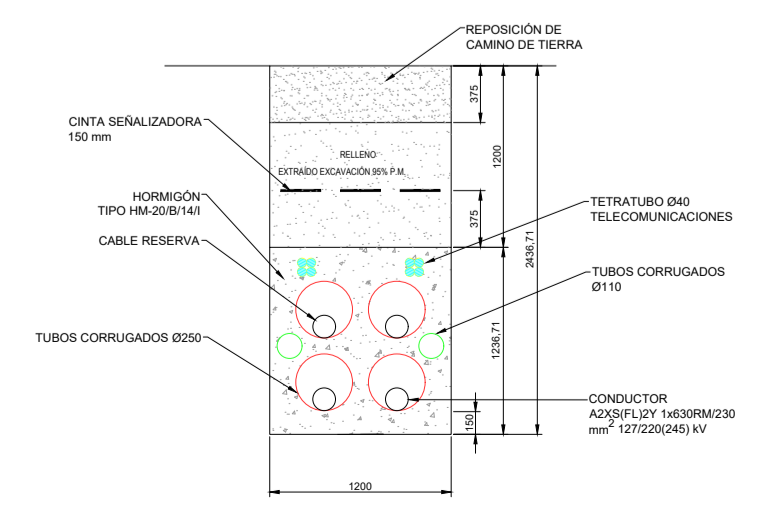 REPOSICIÓN DE
CAMINO DE TIERRA
375
CINTA SEÑALIZADORA
150 mm
1200
RELLENO
EXTRAÍDO EXCAVACIÓN 95% P.M.
HORMIGÓN
TIPO HM-20/B/14/I
375
TETRATUBO Ø40
TELECOMUNICACIONES
2436,71
CABLE RESERVA
TUBOS CORRUGADOS
Ø110
1236,71
TUBOS CORRUGADOS Ø250
CONDUCTOR
A2XS(FL)2Y 1x630RM/230
mm2 127/220(245) kV
150
1200